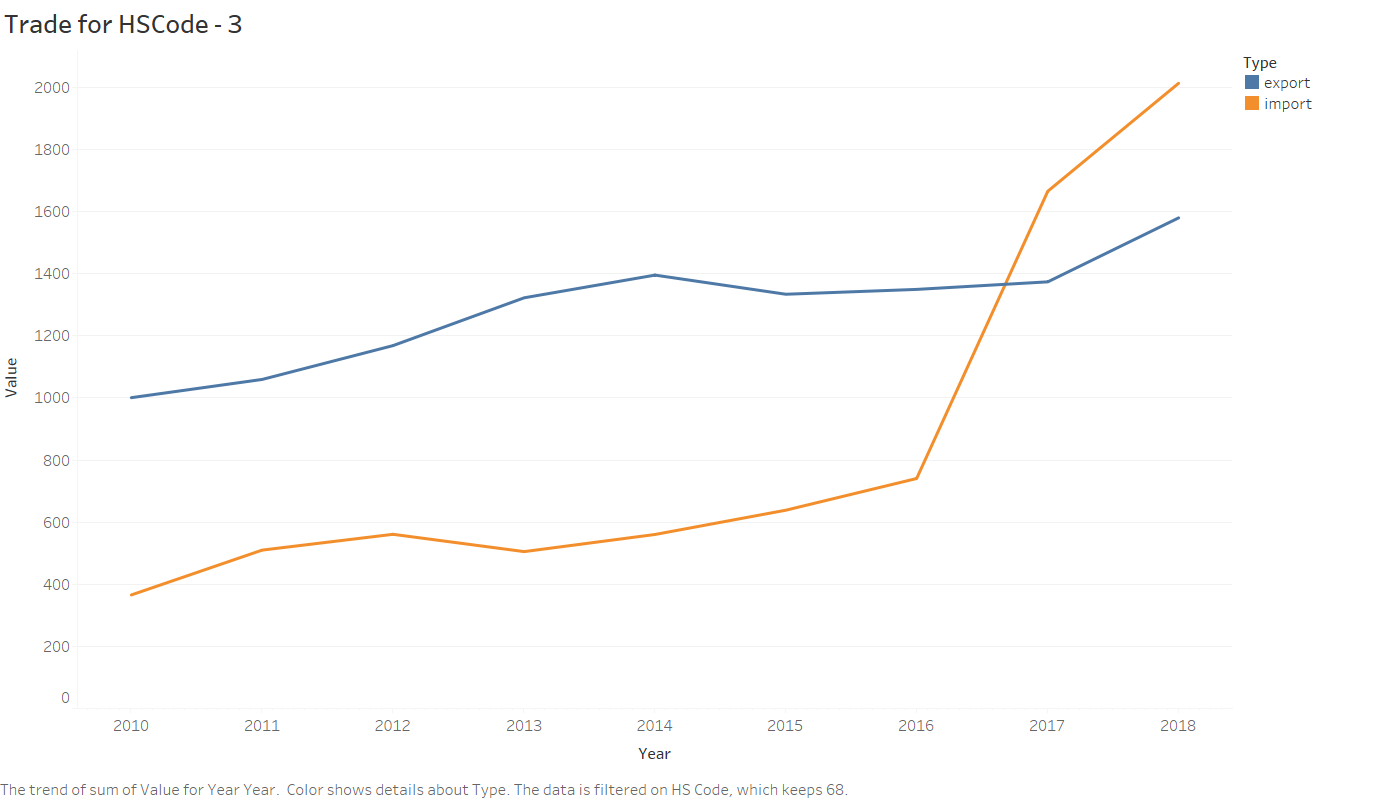 Trade for HSCode - 3
Type
export
import
2000
1800
1600
1400
1200
1000
800
600
400
200
0
Value
2010 2011 2012 2013 2014 2015 2016 2017 2018
Year
The trend of sum of Value for Year Year.  Color shows details about Type. The data is filtered on HS Code, which keeps 68.